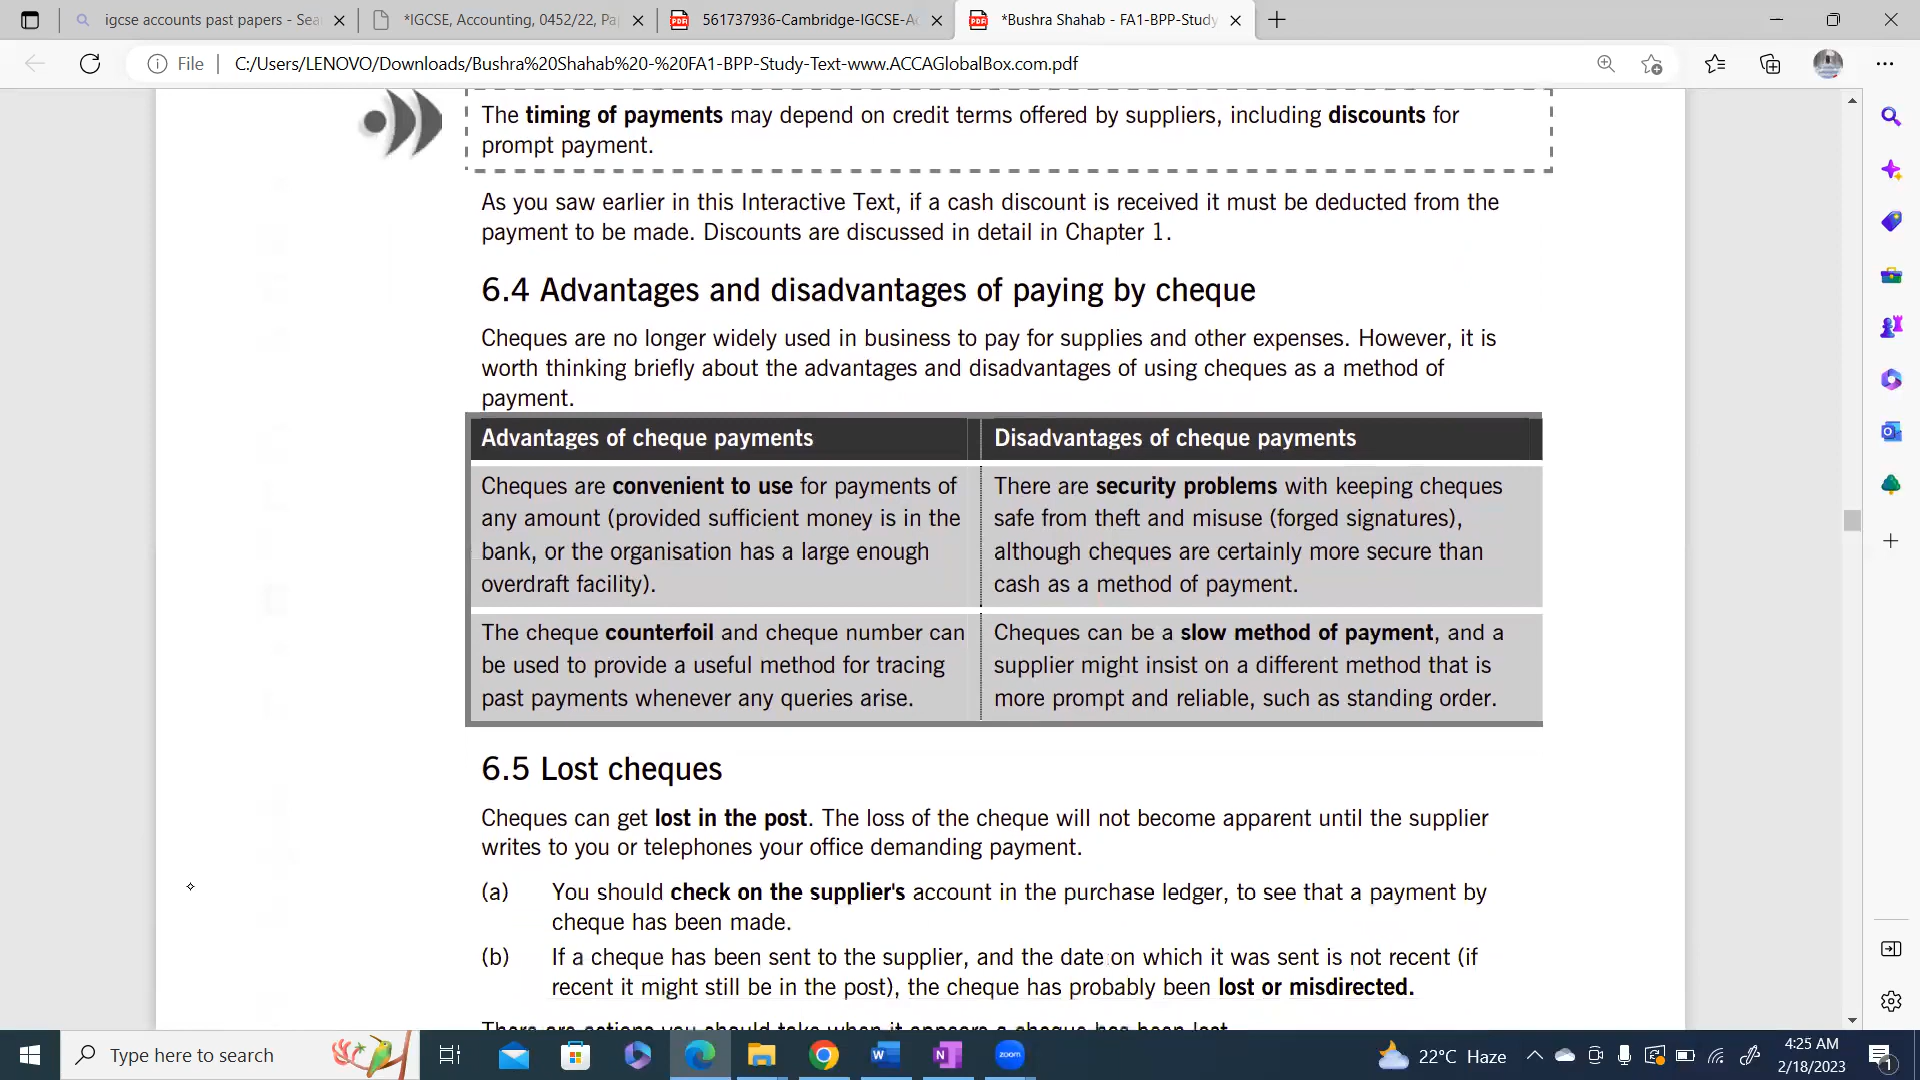 igcse accounts past papers - Sea
*IGCSE, Accounting, 0452/22, Pa
561737936-Cambridge-IGCSE-Ac
*Bushra Shahab - FA1-BPP-Study
File
C:/Users/LENOVO/Downloads/Bushra%20Shahab%20-%20FA1-BPP-Study-Text-www.ACCAGlobalBox.com.pdf
The timing of payments may depend on credit terms offered by suppliers, including discounts for
prompt payment.
As you saw earlier in this Interactive Text, if a cash discount is received it must be deducted from the
payment to be made. Discounts are discussed in detail in Chapter 1.
6.4 Advantages and disadvantages of paying by cheque
Cheques are no longer widely used in business to pay for supplies and other expenses. However, it is
worth thinking briefly about the advantages and disadvantages of using cheques as a method of
payment.
Advantages of cheque payments
Cheques are convenient to use for payments of
any amount (provided sufficient money is in the
bank, or the organisation has a large enough
overdraft facility).
The cheque counterfoil and cheque number can
be used to provide a useful method for tracing
past payments whenever any queries arise.
Disadvantages of cheque payments
There are security problems with keeping cheques
safe from theft and misuse (forged signatures),
although cheques are certainly more secure than
cash as a method of payment.
Cheques can be a slow method of payment, and a
supplier might insist on a different method that is
more prompt and reliable, such as standing order.
6.5 Lost cheques
Cheques can get lost in the post. The loss of the cheque will not become apparent until the supplier
writes to you or telephones your office demanding payment.
(a) You should check on the supplier's account in the purchase ledger, to see that a payment by
cheque has been made.
(b) If a cheque has been sent to the supplier, and the date on which it was sent is not recent (if
recent it might still be in the post), the cheque has probably been lost or misdirected.
There are actions you should take when it appears a cheque has been lost.
Type here to search
zoom
22°C Haze
4:25 AM
2/18/2023
1